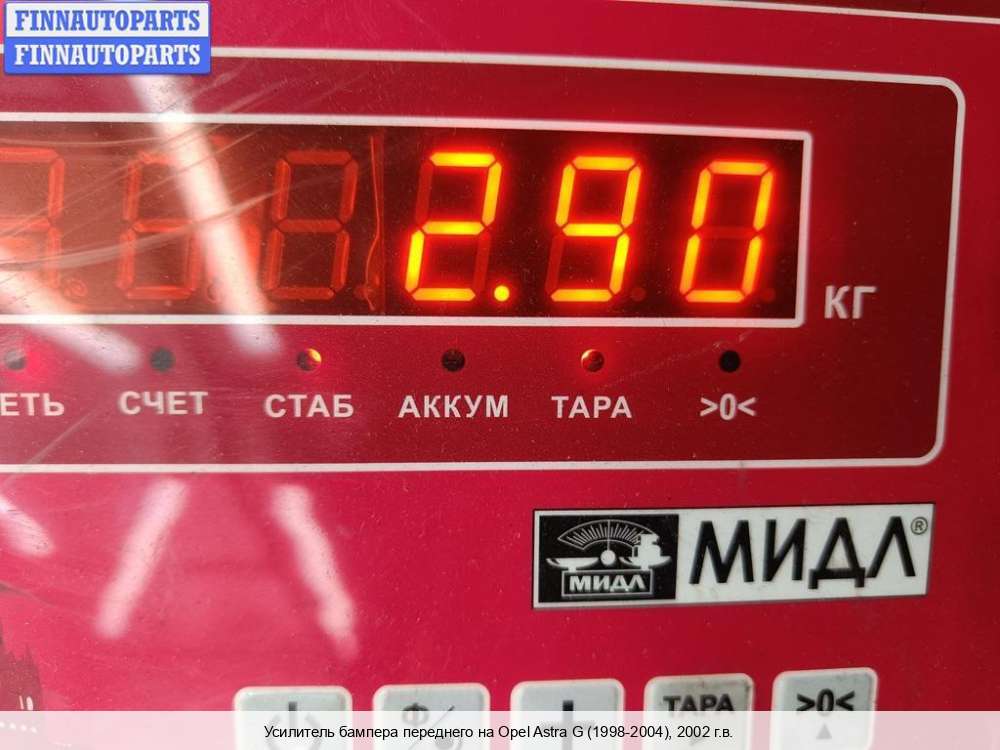 FINNAUTOPARTS
FINNAUTOPARTS
2.90
КГ
ЕТЬ СЧЕТ СТАБ АККУМ ТАРА >0<
МИДЛ МИДЛ®
ТАРА >0<
Усилитель бампера переднего на Opel Astra G (1998-2004), 2002 г.в.